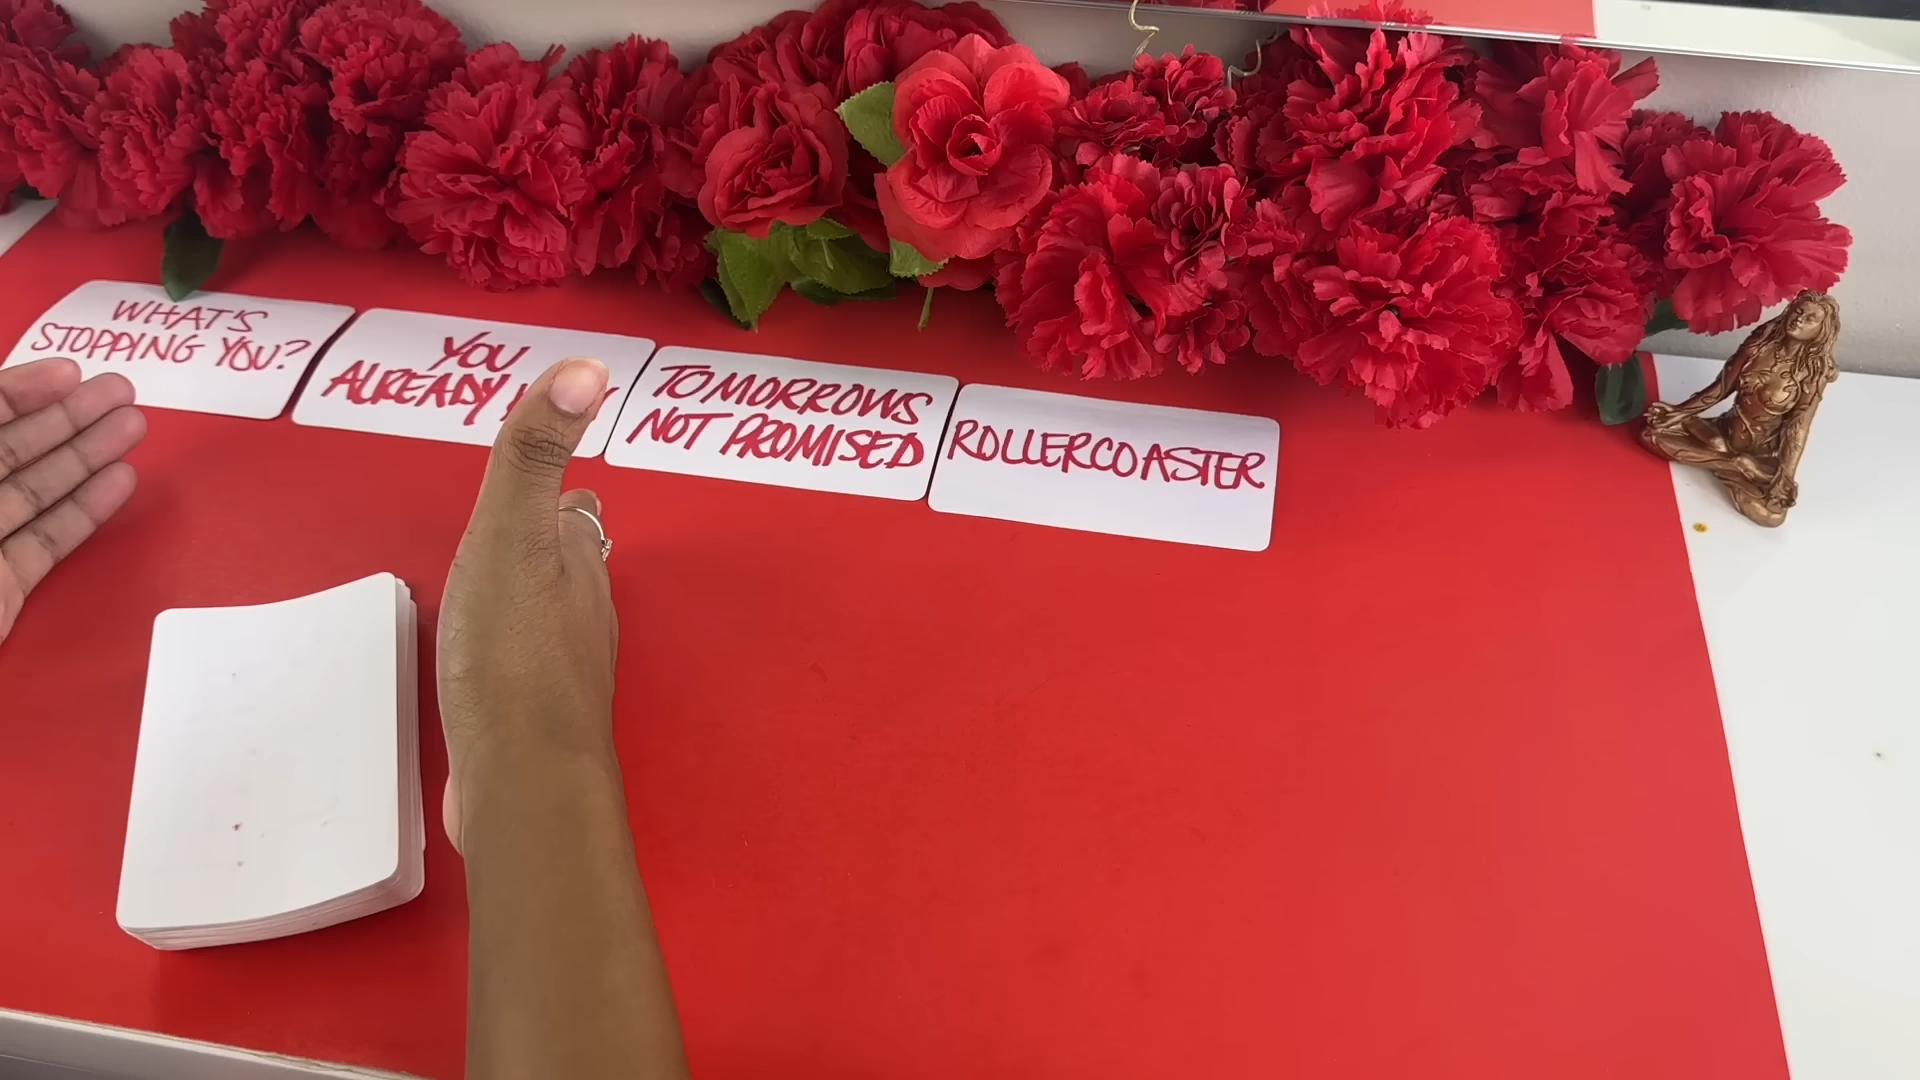 WHAT'S
STOPPING YOU?
YOU
ALREADY
TOMORROWS
NOT PROMISED
ROLLERCOASTER